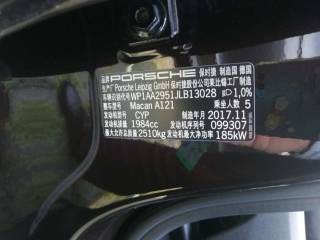 品牌 PORSCHE 保时捷 制造国 德国
生产厂 Porsche Leipzig GmbH 保时捷股份公司莱比锡工厂制造
车辆识别代号 WP1AA2951JLB13028 1,0%
整车型号 Macan A121 乘坐人数 5
发动机型号 CYP 制造年月 2017.11
发动机排量 1984cc 发动机号 099307
最大允许总质量 2510kg 发动机最大净功率 185kW